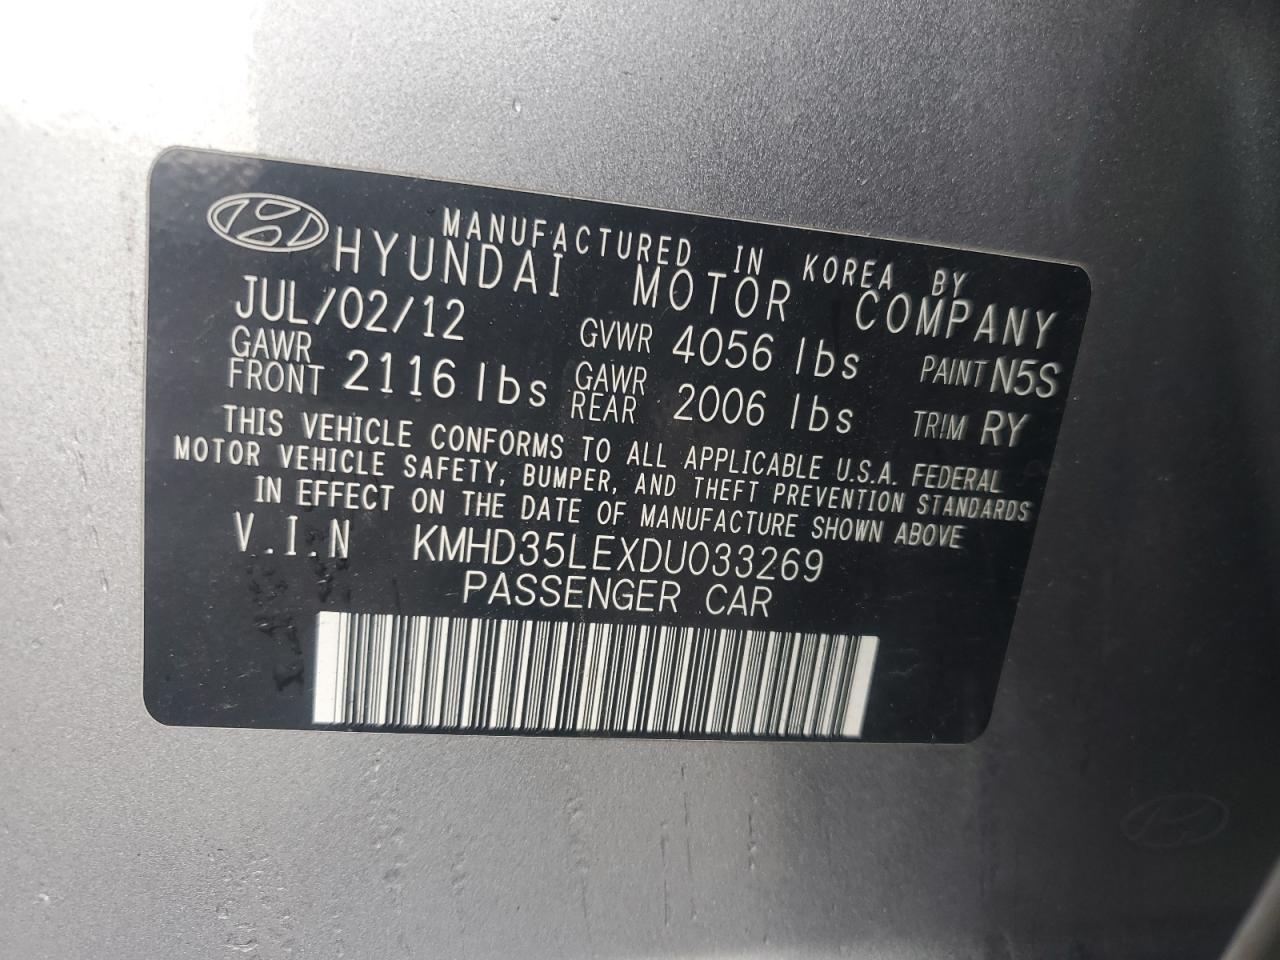 MANUFACTURED IN KOREA BY
HYUNDAI MOTOR COMPANY
JUL/02/12 GVWR 4056 lbs PAINT N5S
GAWR FRONT 2116 lbs GAWR REAR 2006 lbs TRIM RY
THIS VEHICLE CONFORMS TO ALL APPLICABLE U.S.A. FEDERAL
MOTOR VEHICLE SAFETY, BUMPER, AND THEFT PREVENTION STANDARDS
IN EFFECT ON THE DATE OF MANUFACTURE SHOWN ABOVE
V.I.N KMHD35LEXDU033269
PASSENGER CAR